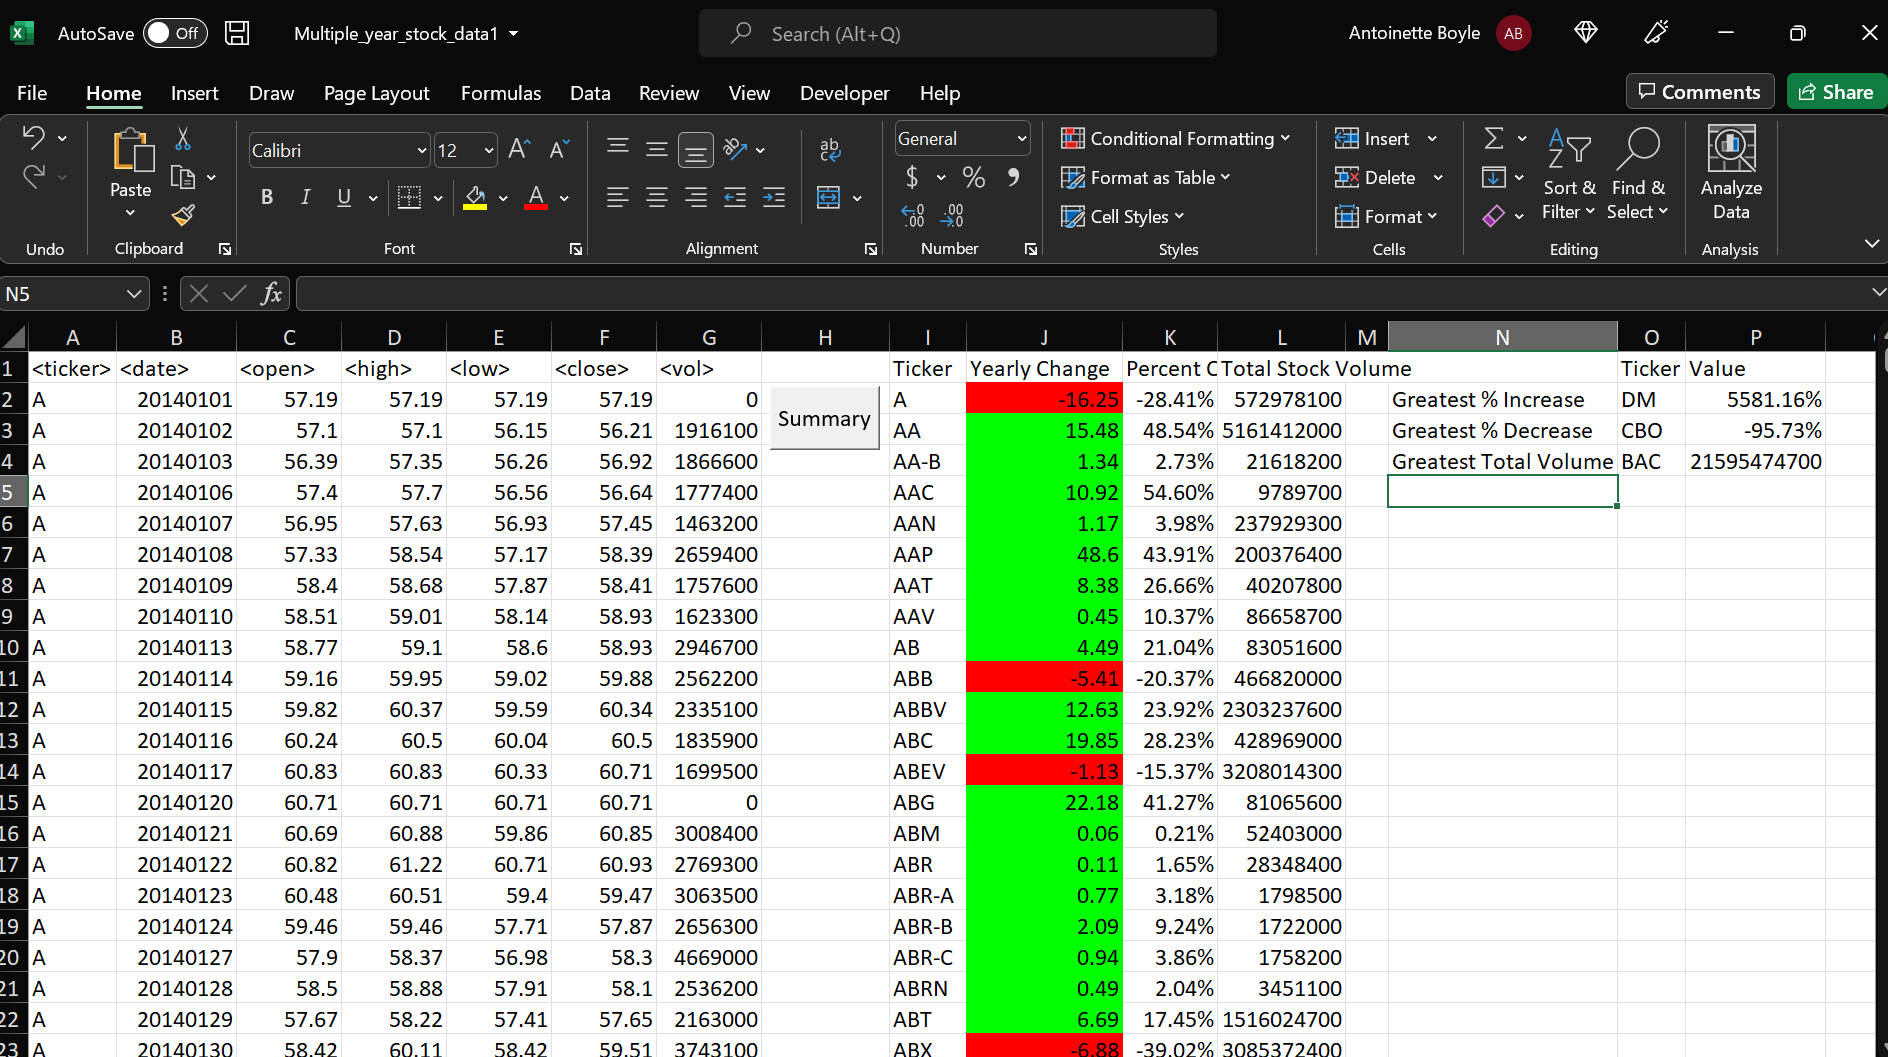 AutoSave Off Multiple_year_stock_data1 Search (Alt+Q) Antoinette Boyle AB
File Home Insert Draw Page Layout Formulas Data Review View Developer Help Comments Share
Paste Calibri 12 General Conditional Formatting Insert
Format as Table Delete Sort & Find & Analyze
B I U $ % Cell Styles Format Filter Select Data
Undo Clipboard Font Alignment Number Styles Cells Editing Analysis
N5 fx
A B C D E F G H I J K L M N O P
1 <ticker> <date> <open> <high> <low> <close> <vol> Ticker Yearly Change Percent C Total Stock Volume Ticker Value
2 A 20140101 57.19 57.19 57.19 57.19 0 Summary A -16.25 -28.41% 572978100 Greatest % Increase DM 5581.16%
3 A 20140102 57.1 57.1 56.15 56.21 1916100 AA 15.48 48.54% 5161412000 Greatest % Decrease CBO -95.73%
4 A 20140103 56.39 57.35 56.26 56.92 1866600 AA-B 1.34 2.73% 21618200 Greatest Total Volume BAC 21595474700
5 A 20140106 57.4 57.7 56.56 56.64 1777400 AAC 10.92 54.60% 9789700
6 A 20140107 56.95 57.63 56.93 57.45 1463200 AAN 1.17 3.98% 237929300
7 A 20140108 57.33 58.54 57.17 58.39 2659400 AAP 48.6 43.91% 200376400
8 A 20140109 58.4 58.68 57.87 58.41 1757600 AAT 8.38 26.66% 40207800
9 A 20140110 58.51 59.01 58.14 58.93 1623300 AAV 0.45 10.37% 86658700
10 A 20140113 58.77 59.1 58.6 58.93 2946700 AB 4.49 21.04% 83051600
11 A 20140114 59.16 59.95 59.02 59.88 2562200 ABB -5.41 -20.37% 466820000
12 A 20140115 59.82 60.37 59.59 60.34 2335100 ABBV 12.63 23.92% 2303237600
13 A 20140116 60.24 60.5 60.04 60.5 1835900 ABC 19.85 28.23% 428969000
14 A 20140117 60.83 60.83 60.33 60.71 1699500 ABEV -1.13 -15.37% 3208014300
15 A 20140120 60.71 60.71 60.71 60.71 0 ABG 22.18 41.27% 81065600
16 A 20140121 60.69 60.88 59.86 60.85 3008400 ABM 0.06 0.21% 52403000
17 A 20140122 60.82 61.22 60.71 60.93 2769300 ABR 0.11 1.65% 28348400
18 A 20140123 60.48 60.51 59.4 59.47 3063500 ABR-A 0.77 3.18% 1798500
19 A 20140124 59.46 59.46 57.71 57.87 2656300 ABR-B 2.09 9.24% 1722000
20 A 20140127 57.9 58.37 56.98 58.3 4669000 ABR-C 0.94 3.86% 1758200
21 A 20140128 58.5 58.88 57.91 58.1 2536200 ABRN 0.49 2.04% 3451100
22 A 20140129 57.67 58.22 57.41 57.65 2163000 ABT 6.69 17.45% 1516024700
23 A 20140130 58.42 60.11 58.42 59.51 3743100 ABX -6.88 -39.02% 3085372400